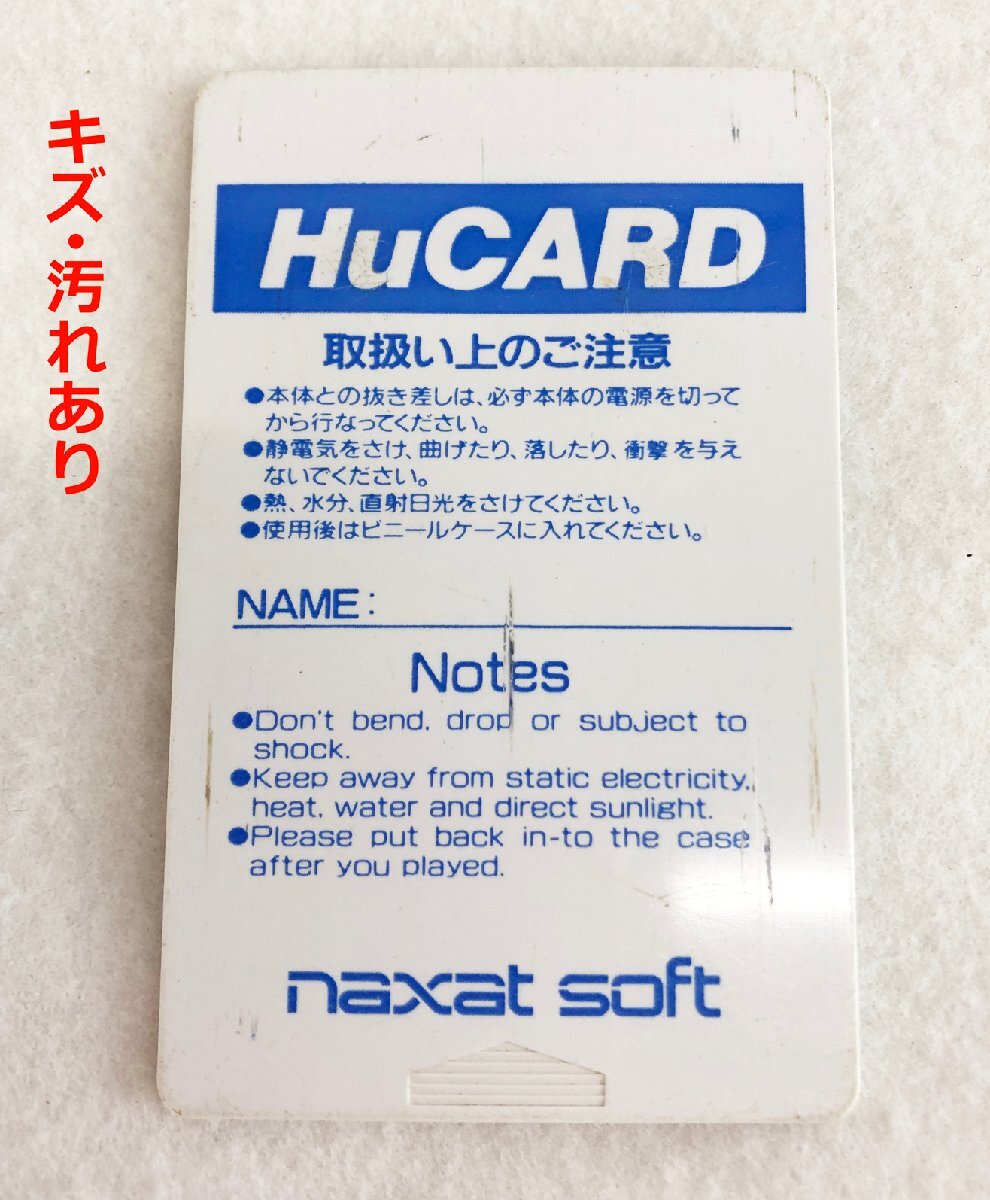 キズ・汚れあり
HuCARD
取扱い上のご注意
●本体との抜き差しは、必ず本体の電源を切って
から行なってください。
●静電気をさけ、曲げたり、落したり、衝撃を与え
ないでください。
●熱、水分、直射日光をさけてください。
●使用後はビニールケースに入れてください。
NAME:
Notes
●Don't bend, drop or subject to
shock.
●Keep away from static electricity,
heat, water and direct sunlight.
●Please put back in-to the case
after you played.
naxat soft